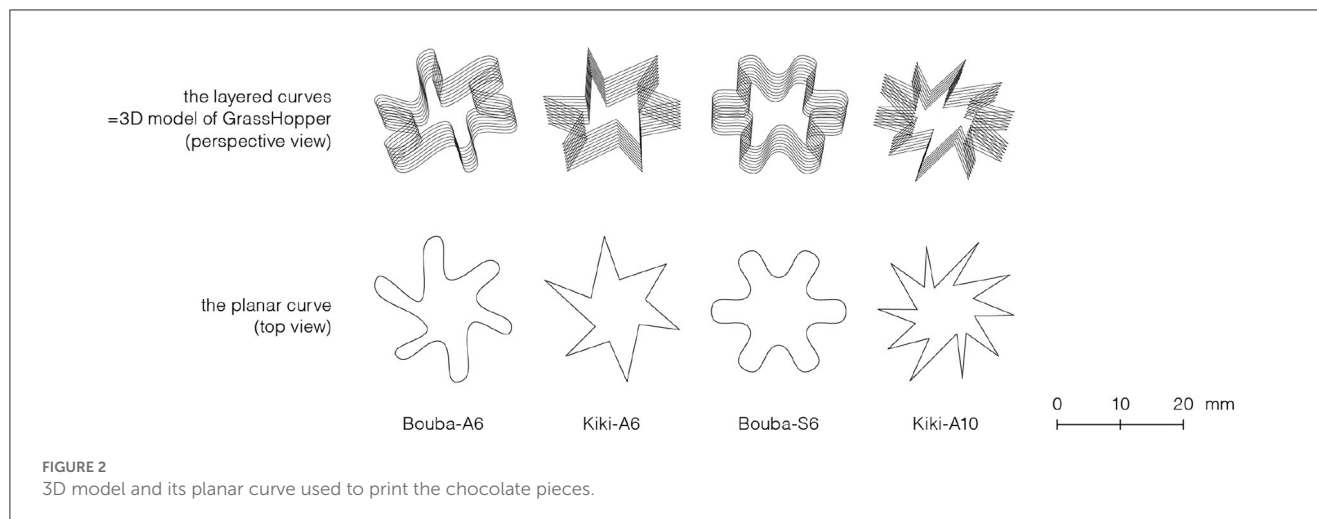 the layered curves
=3D model of GrassHopper
(perspective view)
the planar curve
(top view)
Bouba-A6
Kiki-A6
Bouba-S6
Kiki-A10
0 10 20 mm
FIGURE 2
3D model and its planar curve used to print the chocolate pieces.